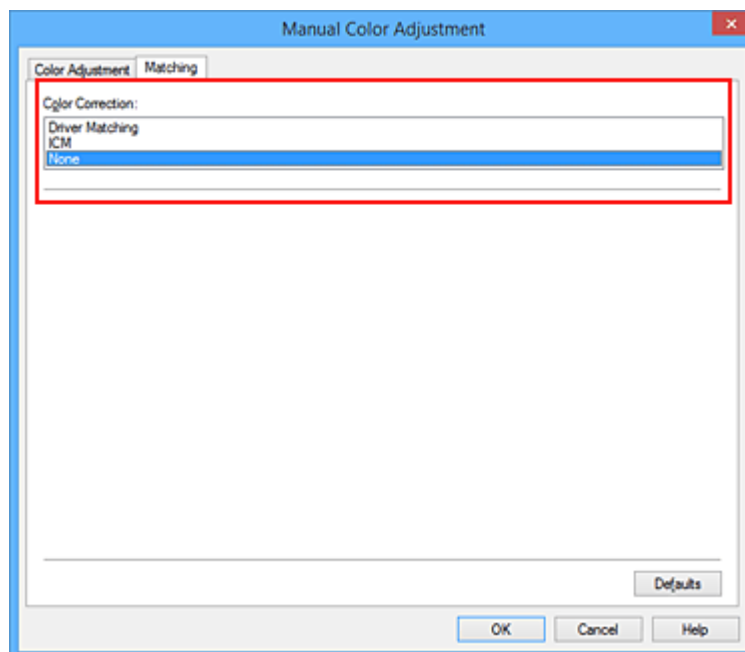 Manual Color Adjustment
Color Adjustment Matching
Color Correction:
Driver Matching
ICM
None
Defaults
OK Cancel Help